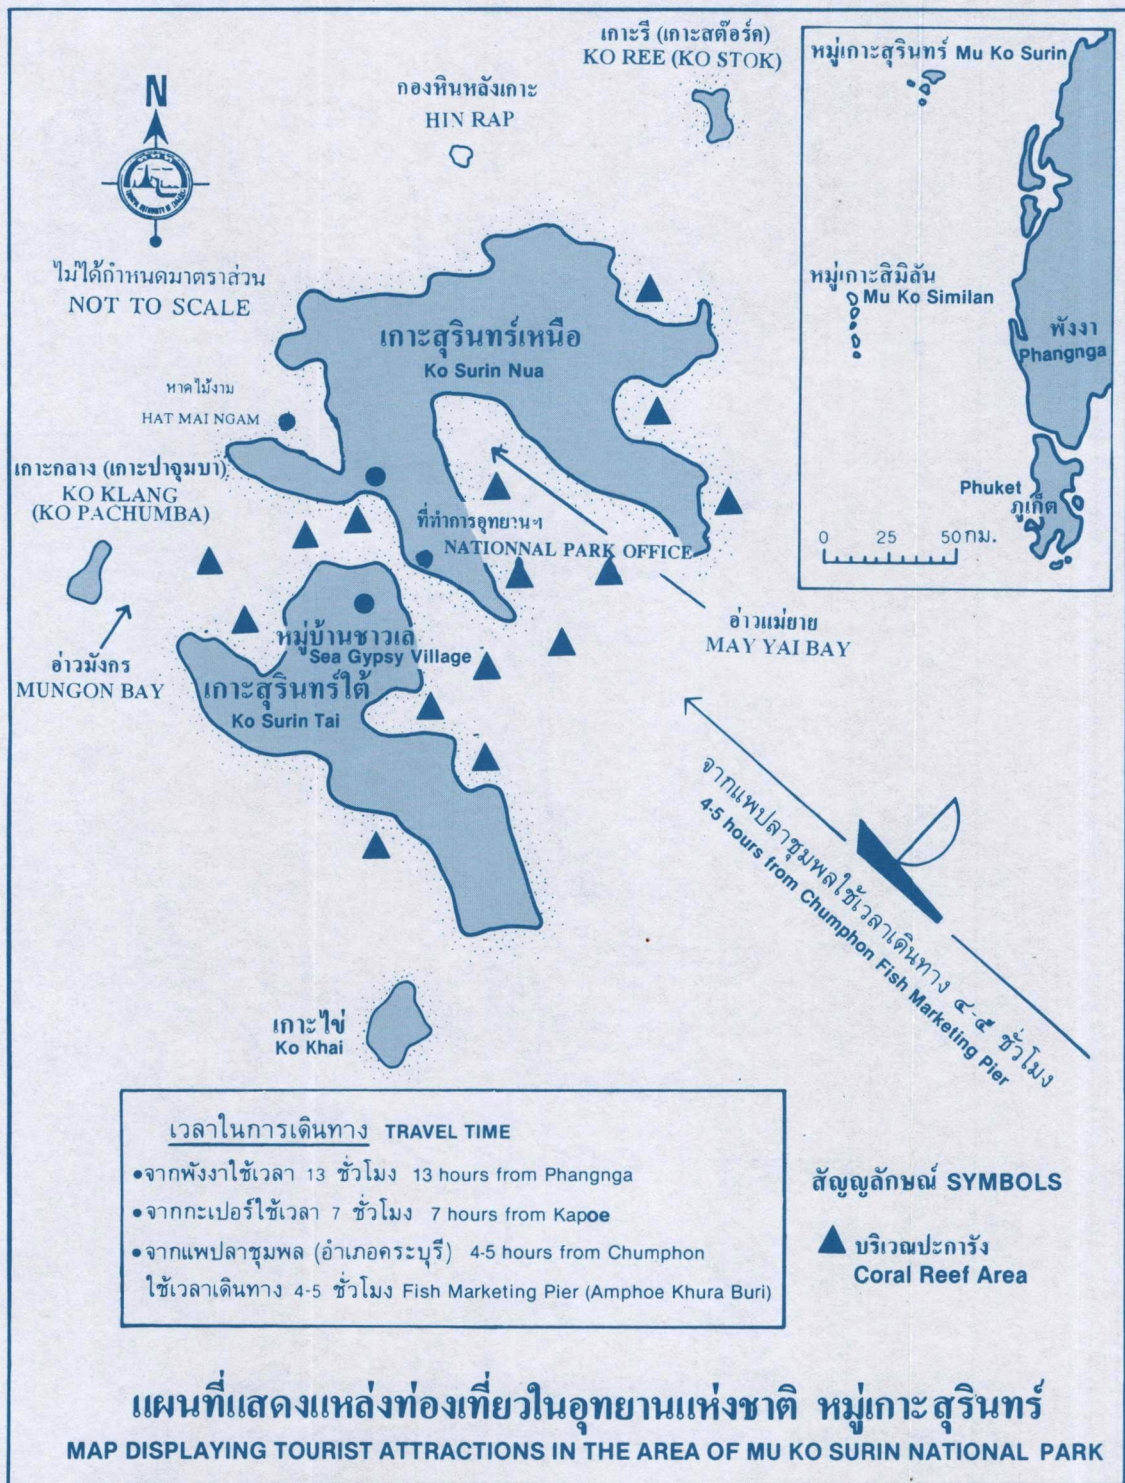 เกาะรี (เกาะสต๊อร์ค)
KO REE (KO STOK)
กองหินหลังเกาะ
HIN RAP
N
ไม่ได้กำหนดมาตราส่วน
NOT TO SCALE
หมู่เกาะสุรินทร์ Mu Ko Surin
หมู่เกาะสิมิลัน
Mu Ko Similan
พังงา
Phangnga
Phuket
ภูเก็ต
0 25 50 กม.
เกาะสุรินทร์เหนือ
Ko Surin Nua
หาดไม้งาม
HAT MAI NGAM
เกาะกลาง (เกาะปาจุมบา)
KO KLANG
(KO PACHUMBA)
ที่ทำการอุทยานฯ
NATIONNAL PARK OFFICE
อ่าวแม่ยาย
MAY YAI BAY
อ่าวมังกร
MUNGON BAY
หมู่บ้านชาวเล
Sea Gypsy Village
เกาะสุรินทร์ใต้
Ko Surin Tai
จากแพปลาชุมพลใช้เวลาเดินทาง ๔-๕ ชั่วโมง
4-5 hours from Chumphon Fish Marketing Pier
เกาะไข่
Ko Khai
เวลาในการเดินทาง TRAVEL TIME
•จากพังงาใช้เวลา 13 ชั่วโมง 13 hours from Phangnga
•จากกะเปอร์ใช้เวลา 7 ชั่วโมง 7 hours from Kapoe
•จากแพปลาชุมพล (อำเภอคระบุรี) 4-5 hours from Chumphon
ใช้เวลาเดินทาง 4-5 ชั่วโมง Fish Marketing Pier (Amphoe Khura Buri)
สัญญลักษณ์ SYMBOLS
บริเวณปะการัง
Coral Reef Area
แผนที่แสดงแหล่งท่องเที่ยวในอุทยานแห่งชาติ หมู่เกาะสุรินทร์
MAP DISPLAYING TOURIST ATTRACTIONS IN THE AREA OF MU KO SURIN NATIONAL PARK